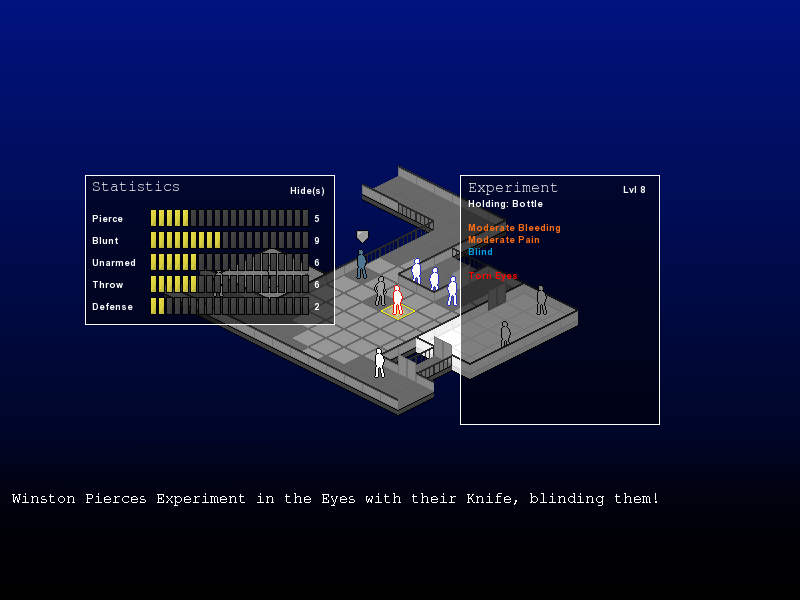 Statistics
Hide(s)
Pierce 5
Blunt 9
Unarmed 6
Throw 6
Defense 2
Experiment
Lvl 8
Holding: Bottle
Moderate Bleeding
Moderate Pain
Blind
Torn Eyes
Winston Pierces Experiment in the Eyes with their Knife, blinding them!